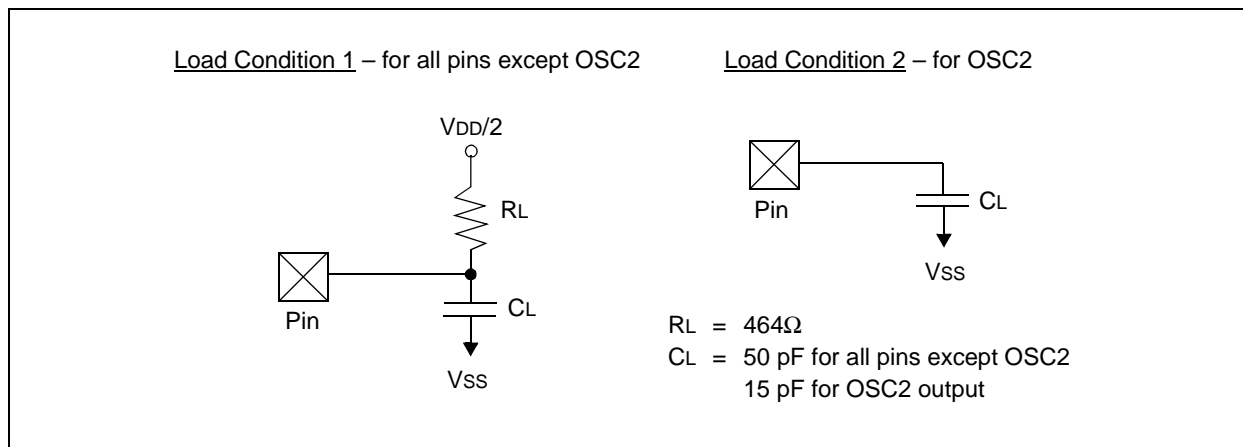 Load Condition 1 – for all pins except OSC2
VDD/2
RL
CL
Pin
VSS
Load Condition 2 – for OSC2
CL
Pin
VSS
RL = 464Ω
CL = 50 pF for all pins except OSC2
15 pF for OSC2 output